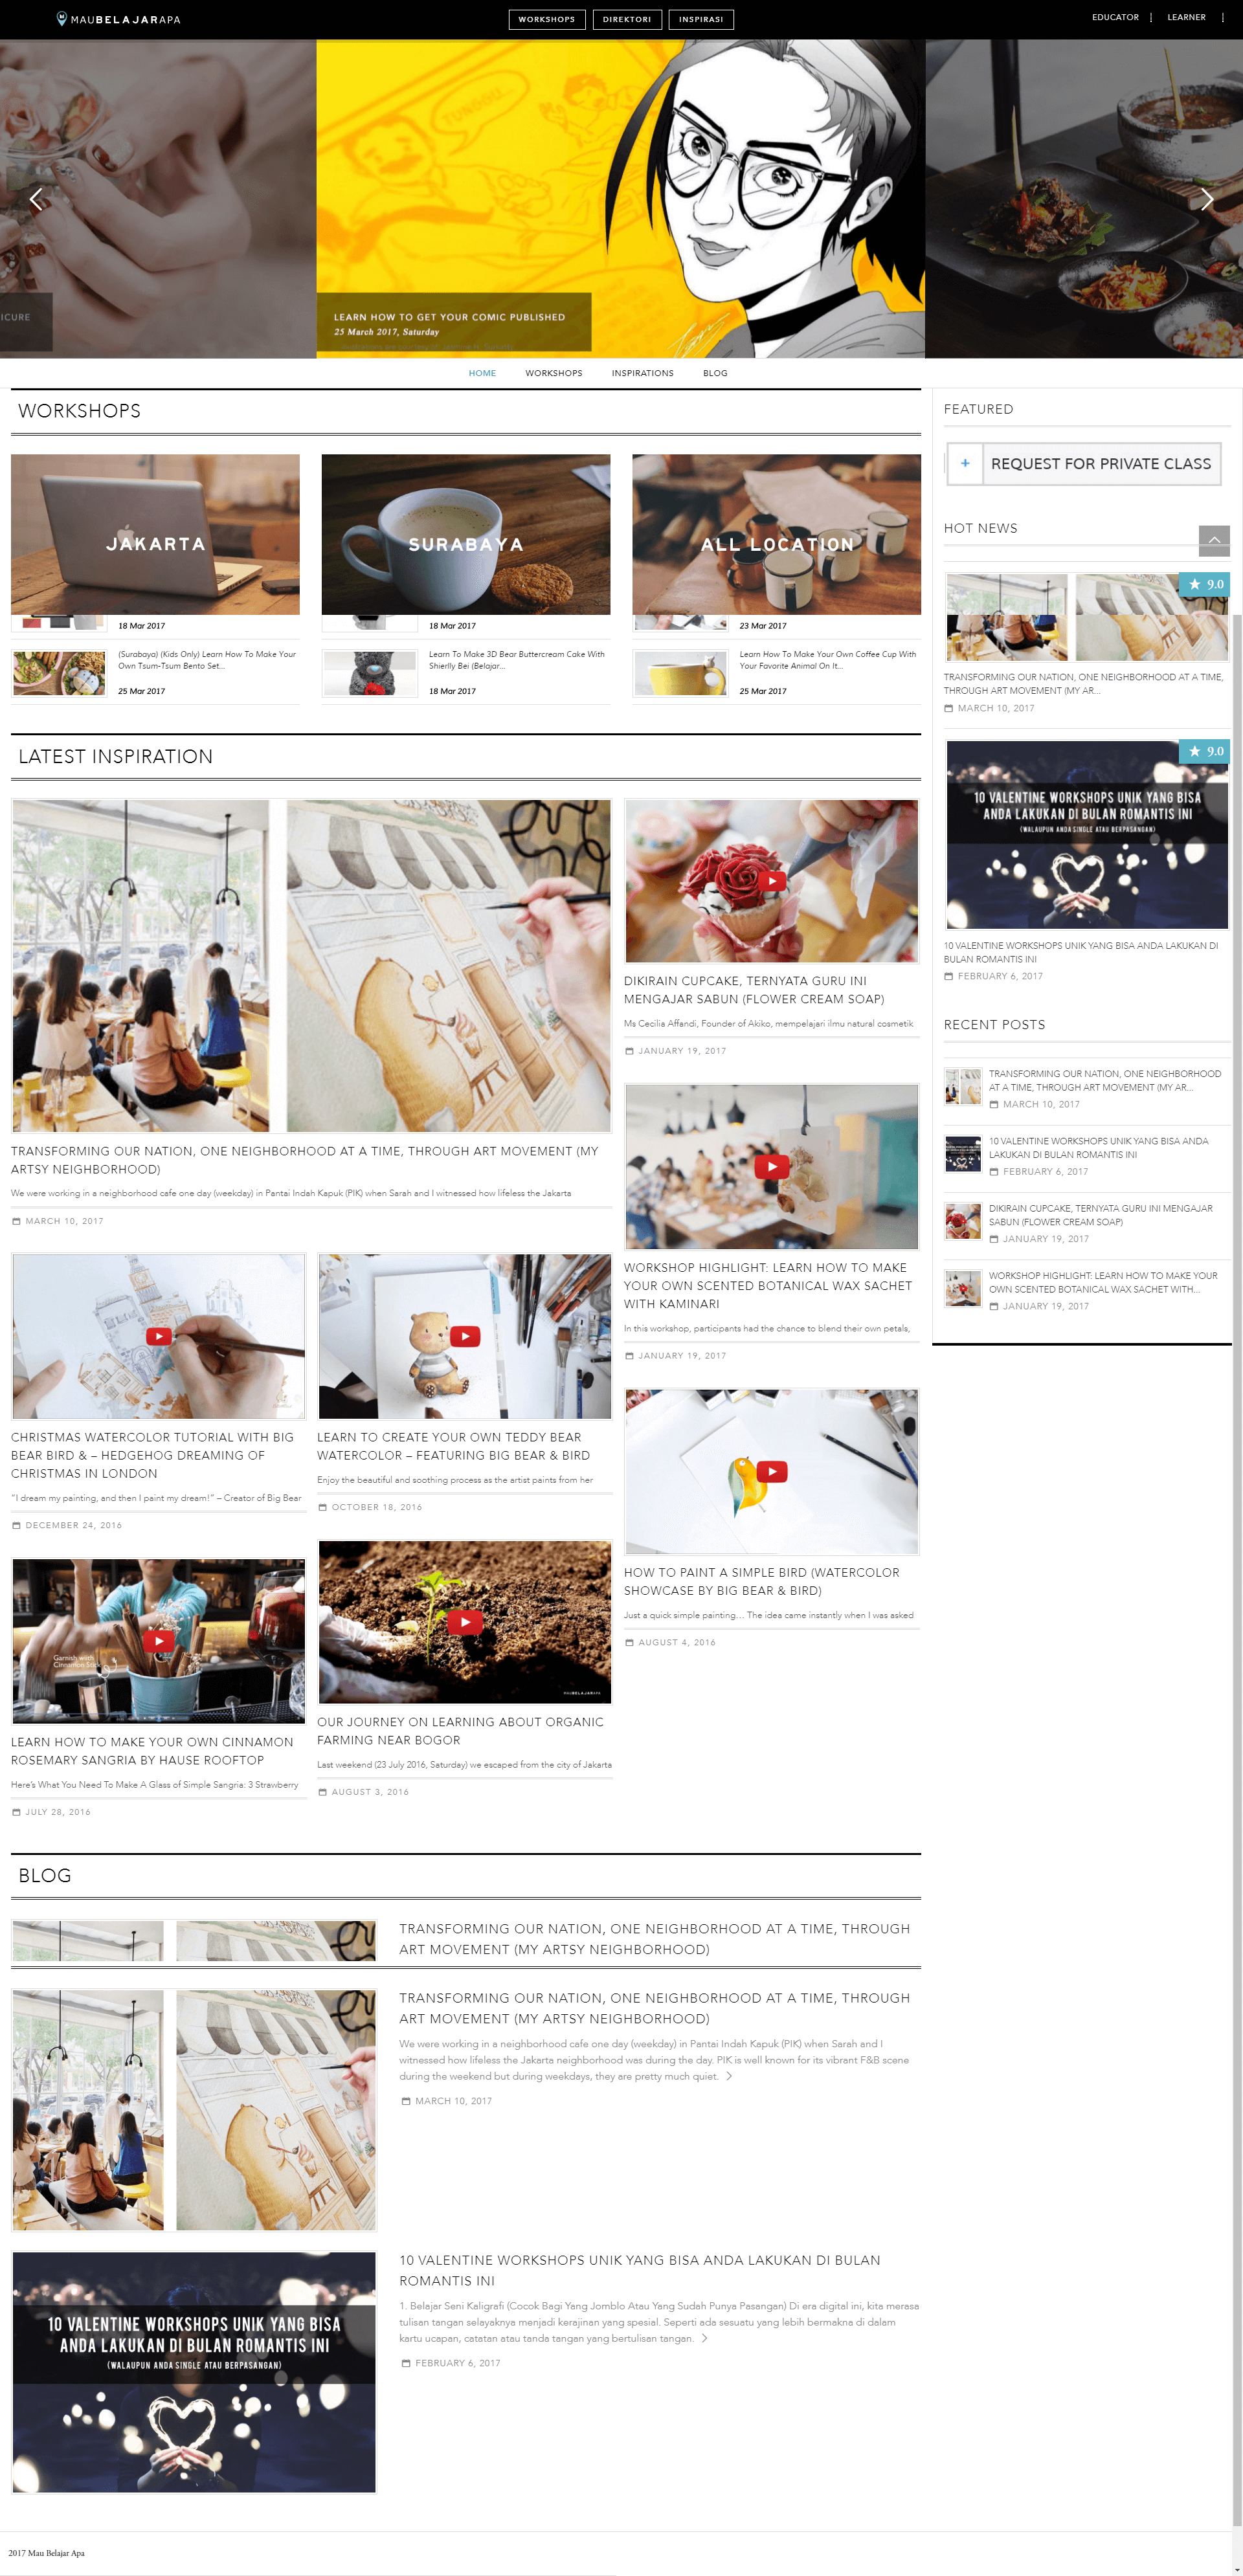 MAUBELAJARAPA
WORKSHOPS
DIREKTORI
INSPIRASI
EDUCATOR
LEARNER
ICURE
TUNGGU
LEARN HOW TO GET YOUR COMIC PUBLISHED
25 March 2017, Saturday
HOME
WORKSHOPS
INSPIRATIONS
BLOG
WORKSHOPS
JAKARTA
SURABAYA
ALL LOCATION
18 Mar 2017
18 Mar 2017
23 Mar 2017
(Surabaya) (Kids Only) Learn How To Make Your
Own Tsum-Tsum Bento Set...
25 Mar 2017
Learn To Make 3D Bear Buttercream Cake With
Shierlly Bei (Belajar...
18 Mar 2017
Learn How To Make Your Own Coffee Cup With
Your Favorite Animal On It...
25 Mar 2017
LATEST INSPIRATION
TRANSFORMING OUR NATION, ONE NEIGHBORHOOD AT A TIME, THROUGH ART MOVEMENT (MY
ARTSY NEIGHBORHOOD)
We were working in a neighborhood cafe one day (weekday) in Pantai Indah Kapuk (PIK) when Sarah and I witnessed how lifeless the Jakarta
MARCH 10, 2017
DIKIRAIN CUPCAKE, TERNYATA GURU INI
MENGAJAR SABUN (FLOWER CREAM SOAP)
Ms Cecilia Affandi, Founder of Akiko, mempelajari ilmu natural cosmetik
JANUARY 19, 2017
WORKSHOP HIGHLIGHT: LEARN HOW TO MAKE
YOUR OWN SCENTED BOTANICAL WAX SACHET
WITH KAMINARI
In this workshop, participants had the chance to blend their own petals,
JANUARY 19, 2017
CHRISTMAS WATERCOLOR TUTORIAL WITH BIG
BEAR BIRD & – HEDGEHOG DREAMING OF
CHRISTMAS IN LONDON
"I dream my painting, and then I paint my dream!" – Creator of Big Bear
DECEMBER 24, 2016
LEARN TO CREATE YOUR OWN TEDDY BEAR
WATERCOLOR – FEATURING BIG BEAR & BIRD
Enjoy the beautiful and soothing process as the artist paints from her
OCTOBER 18, 2016
HOW TO PAINT A SIMPLE BIRD (WATERCOLOR
SHOWCASE BY BIG BEAR & BIRD)
Just a quick simple painting… The idea came instantly when I was asked
AUGUST 4, 2016
Garnish with
Cinnamon Stick
LEARN HOW TO MAKE YOUR OWN CINNAMON
ROSEMARY SANGRIA BY HAUSE ROOFTOP
Here's What You Need To Make A Glass of Simple Sangria: 3 Strawberry
JULY 28, 2016
MAUBELAJARAPA
OUR JOURNEY ON LEARNING ABOUT ORGANIC
FARMING NEAR BOGOR
Last weekend (23 July 2016, Saturday) we escaped from the city of Jakarta
AUGUST 3, 2016
BLOG
TRANSFORMING OUR NATION, ONE NEIGHBORHOOD AT A TIME, THROUGH
ART MOVEMENT (MY ARTSY NEIGHBORHOOD)
TRANSFORMING OUR NATION, ONE NEIGHBORHOOD AT A TIME, THROUGH
ART MOVEMENT (MY ARTSY NEIGHBORHOOD)
We were working in a neighborhood cafe one day (weekday) in Pantai Indah Kapuk (PIK) when Sarah and I
witnessed how lifeless the Jakarta neighborhood was during the day. PIK is well known for its vibrant F&B scene
during the weekend but during weekdays, they are pretty much quiet.
MARCH 10, 2017
10 VALENTINE WORKSHOPS UNIK YANG BISA
ANDA LAKUKAN DI BULAN ROMANTIS INI
(WALAUPUN ANDA SINGLE ATAU BERPASANGAN)
10 VALENTINE WORKSHOPS UNIK YANG BISA ANDA LAKUKAN DI BULAN
ROMANTIS INI
1. Belajar Seni Kaligrafi (Cocok Bagi Yang Jomblo Atau Yang Sudah Punya Pasangan) Di era digital ini, kita merasa
tulisan tangan selayaknya menjadi kerajinan yang spesial. Seperti ada sesuatu yang lebih bermakna di dalam
kartu ucapan, catatan atau tanda tangan yang bertulisan tangan.
FEBRUARY 6, 2017
FEATURED
+ REQUEST FOR PRIVATE CLASS
HOT NEWS
9.0
TRANSFORMING OUR NATION, ONE NEIGHBORHOOD AT A TIME,
THROUGH ART MOVEMENT (MY AR...
MARCH 10, 2017
9.0
10 VALENTINE WORKSHOPS UNIK YANG BISA
ANDA LAKUKAN DI BULAN ROMANTIS INI
(WALAUPUN ANDA SINGLE ATAU BERPASANGAN)
10 VALENTINE WORKSHOPS UNIK YANG BISA ANDA LAKUKAN DI
BULAN ROMANTIS INI
FEBRUARY 6, 2017
RECENT POSTS
TRANSFORMING OUR NATION, ONE NEIGHBORHOOD
AT A TIME, THROUGH ART MOVEMENT (MY AR...
MARCH 10, 2017
10 VALENTINE WORKSHOPS UNIK YANG BISA ANDA
LAKUKAN DI BULAN ROMANTIS INI
FEBRUARY 6, 2017
DIKIRAIN CUPCAKE, TERNYATA GURU INI MENGAJAR
SABUN (FLOWER CREAM SOAP)
JANUARY 19, 2017
WORKSHOP HIGHLIGHT: LEARN HOW TO MAKE YOUR
OWN SCENTED BOTANICAL WAX SACHET WITH...
JANUARY 19, 2017
2017 Mau Belajar Apa